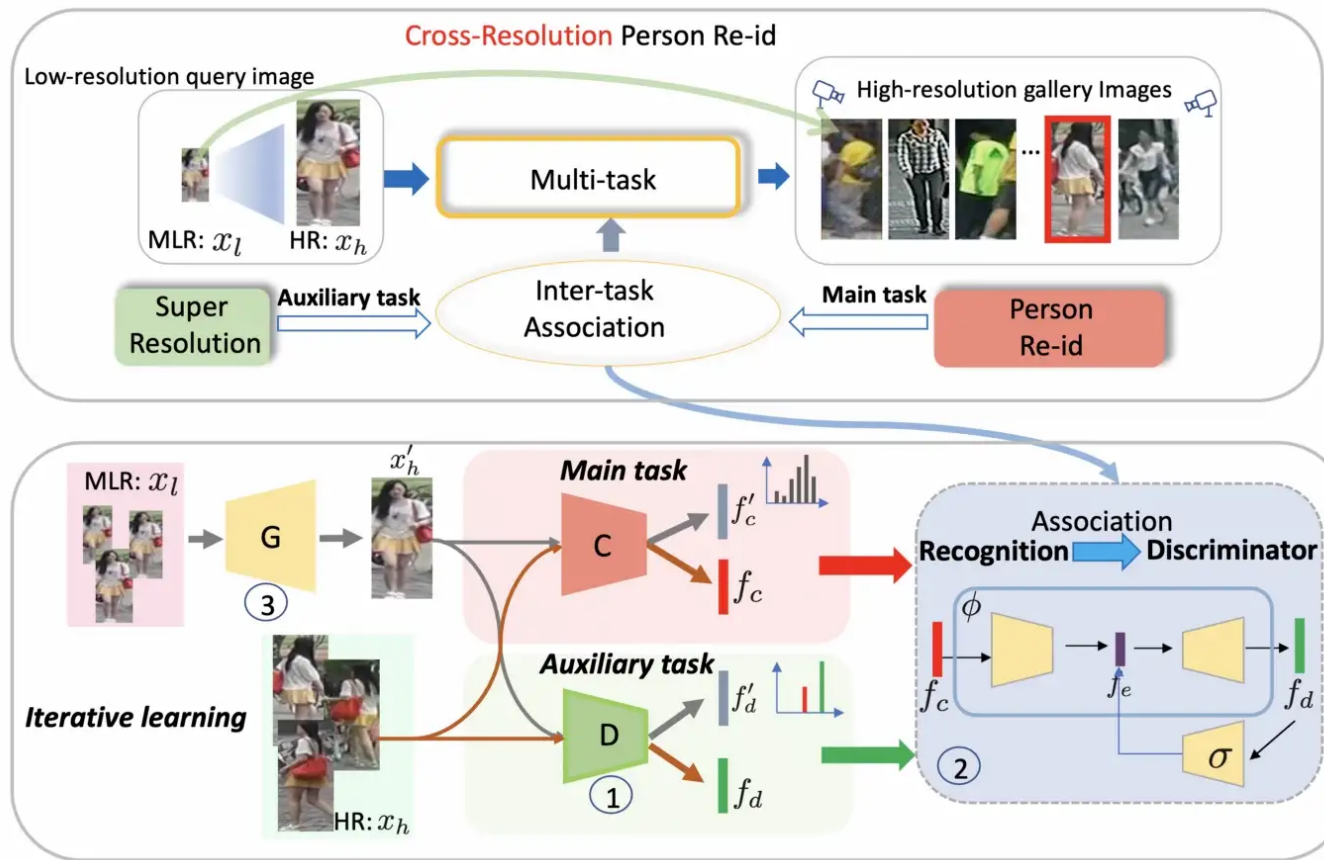 Cross-Resolution Person Re-id
Low-resolution query image
High-resolution gallery Images
...
Multi-task
MLR: x_l
HR: x_h
Super
Resolution
Auxiliary task
Inter-task
Association
Main task
Person
Re-id
MLR: x_l
G
3
x'_h
Main task
C
f'_c
f_c
Iterative learning
HR: x_h
Auxiliary task
D
1
f'_d
f_d
Association
Recognition
Discriminator
ϕ
f_c
f_e
f_d
σ
2